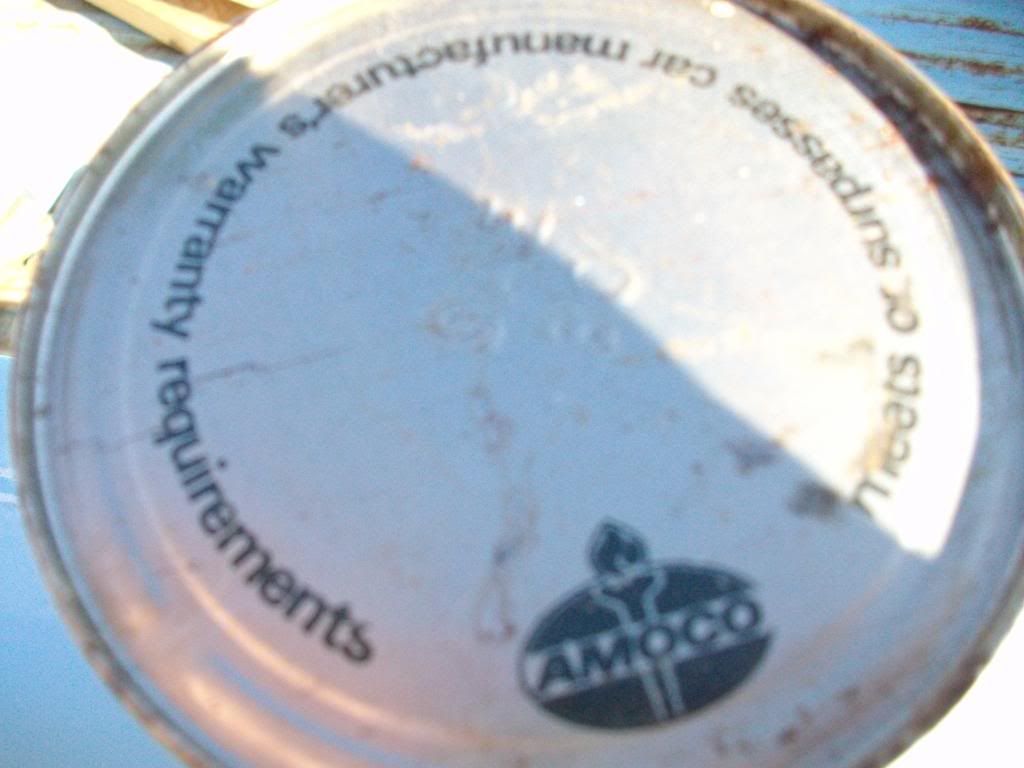 meets or surpasses car manufacturer's warranty requirements
AMOCO